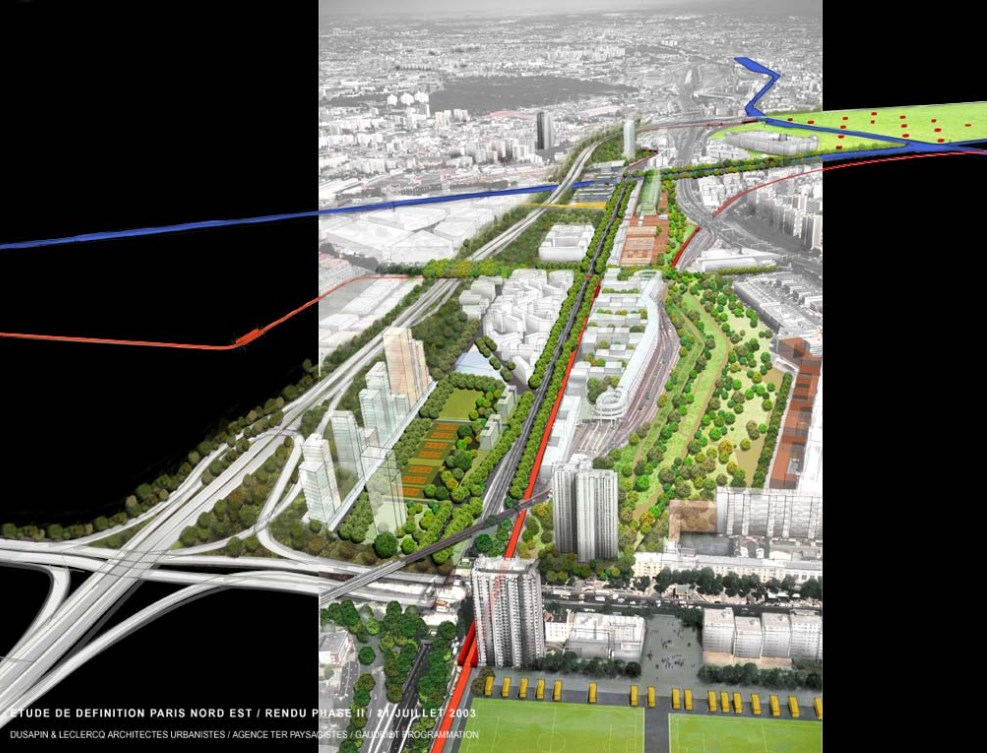 ETUDE DE DEFINITION PARIS NORD EST / RENDU PHASE II / 21 JUILLET 2003
DUSAPIN & LECLERCQ ARCHITECTES URBANISTES / AGENCE TER PAYSAGISTES / PROGRAMMATION